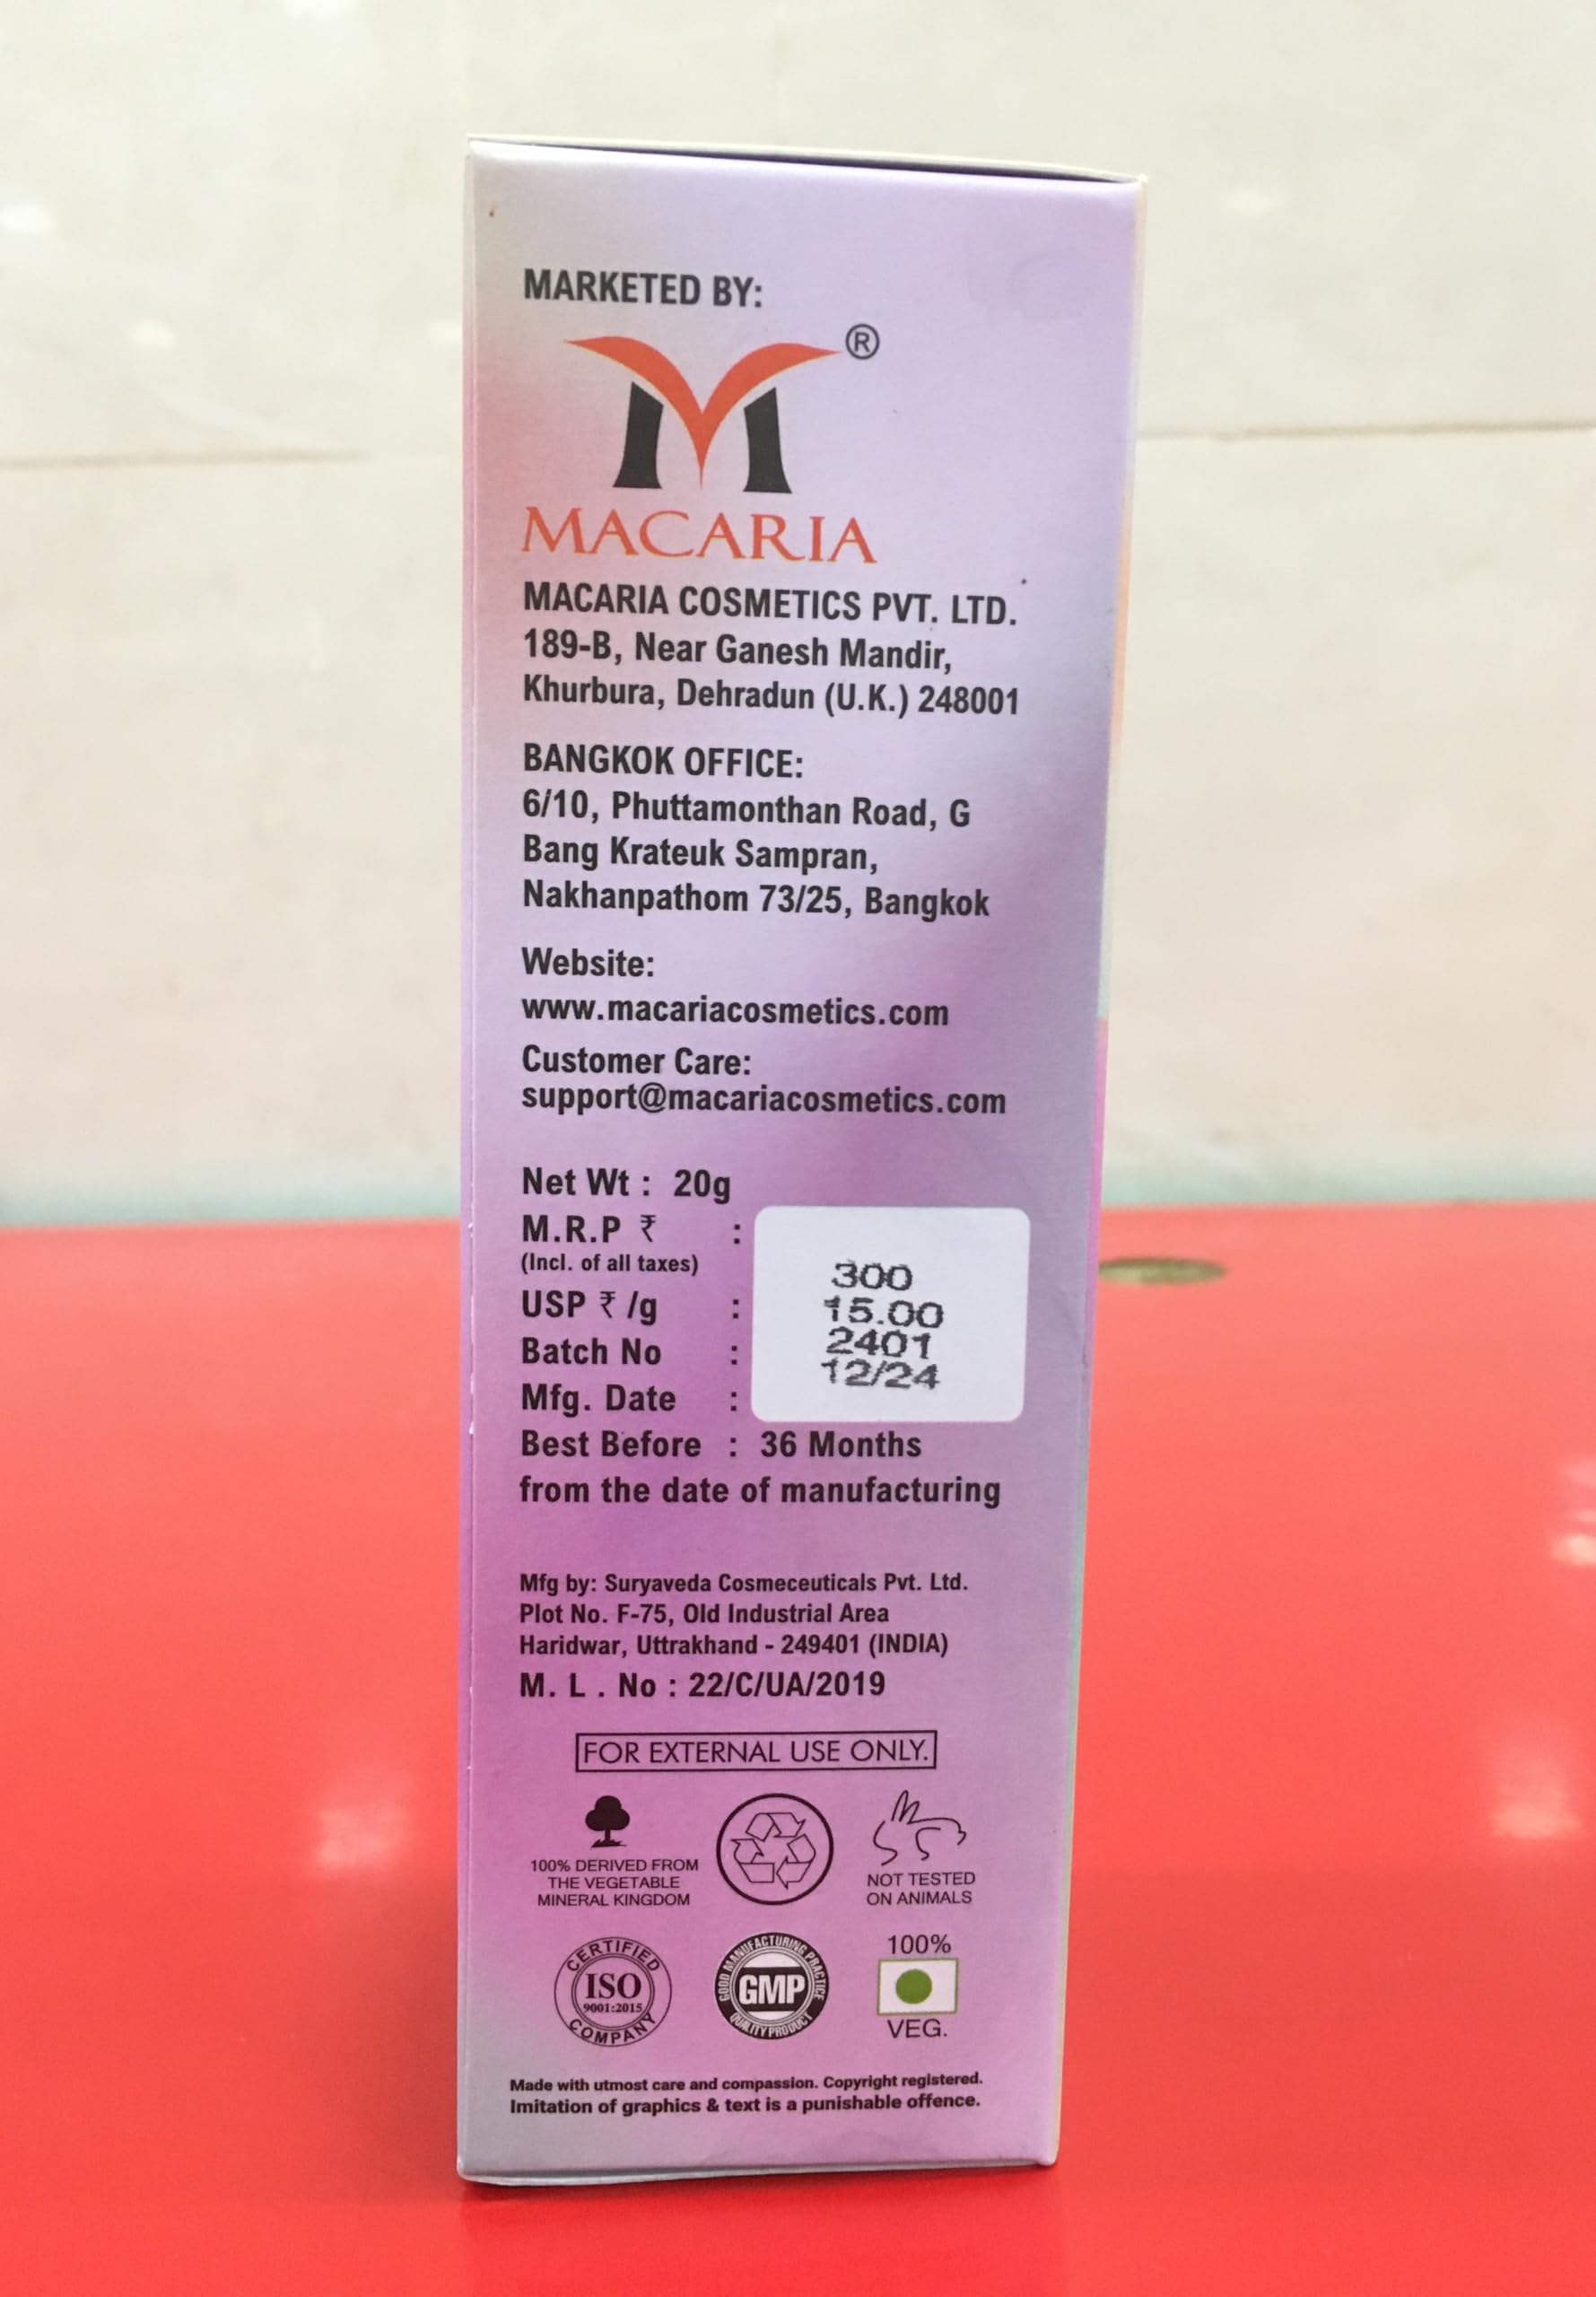 MARKETED BY:
®
MACARIA
MACARIA COSMETICS PVT. LTD.
189-B, Near Ganesh Mandir,
Khurbura, Dehradun (U.K.) 248001
BANGKOK OFFICE:
6/10, Phuttamonthan Road, G
Bang Krateuk Sampran,
Nakhanpathom 73/25, Bangkok
Website:
www.macariacosmetics.com
Customer Care:
support@macariacosmetics.com
Net Wt : 20g
M.R.P ₹ : 300
(Incl. of all taxes)
USP ₹ /g : 15.00
Batch No : 2401
Mfg. Date : 12/24
Best Before : 36 Months
from the date of manufacturing
Mfg by: Suryaveda Cosmeceuticals Pvt. Ltd.
Plot No. F-75, Old Industrial Area
Haridwar, Uttrakhand - 249401 (INDIA)
M. L . No : 22/C/UA/2019
FOR EXTERNAL USE ONLY.
100% DERIVED FROM
THE VEGETABLE
MINERAL KINGDOM
NOT TESTED
ON ANIMALS
CERTIFIED
ISO
9001:2015
COMPANY
GOOD MANUFACTURING PRACTICE
GMP
QUALITY PRODUCT
100%
VEG.
Made with utmost care and compassion. Copyright registered.
Imitation of graphics & text is a punishable offence.